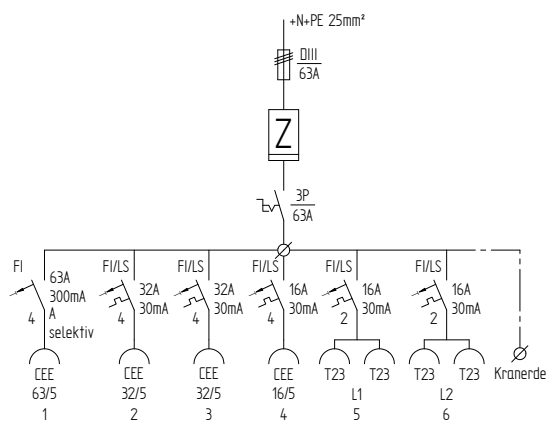 +N+PE 25mm²
DIII
63A
Z
3P
63A
FI
63A
300mA
A
selektiv
4
FI/LS
32A
30mA
4
FI/LS
32A
30mA
4
FI/LS
16A
30mA
4
FI/LS
16A
30mA
2
FI/LS
16A
30mA
2
CEE
63/5
1
CEE
32/5
2
CEE
32/5
3
CEE
16/5
4
T23 T23
L1
5
T23 T23
L2
6
Kranerde